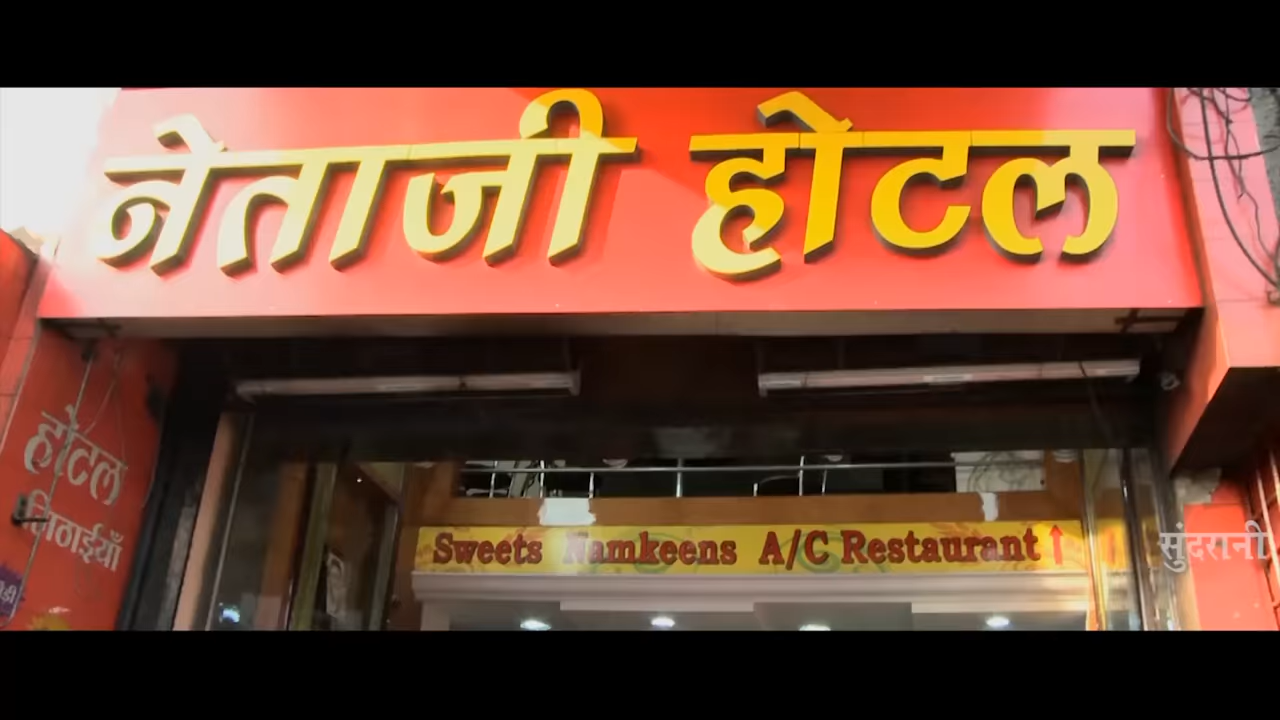 नेताजी होटल
होटल
मिठाईयाँ
Sweets Namkeens A/C Restaurant
सुंदरानी